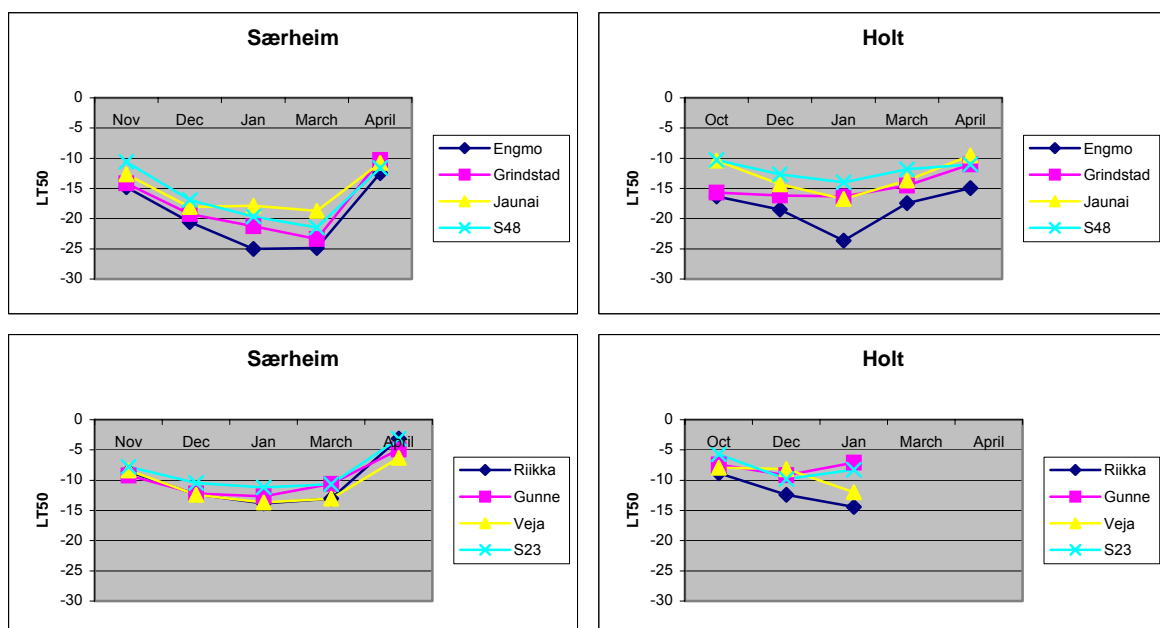 Særheim
0
-5
-10
-15
-20
-25
-30
LT50
Nov Dec Jan March April
Engmo
Grindstad
Jaunai
S48
Holt
0
-5
-10
-15
-20
-25
-30
LT50
Oct Dec Jan March April
Engmo
Grindstad
Jaunai
S48
Særheim
0
-5
-10
-15
-20
-25
-30
LT50
Nov Dec Jan March April
Riikka
Gunne
Veja
S23
Holt
0
-5
-10
-15
-20
-25
-30
LT50
Oct Dec Jan March April
Riikka
Gunne
Veja
S23